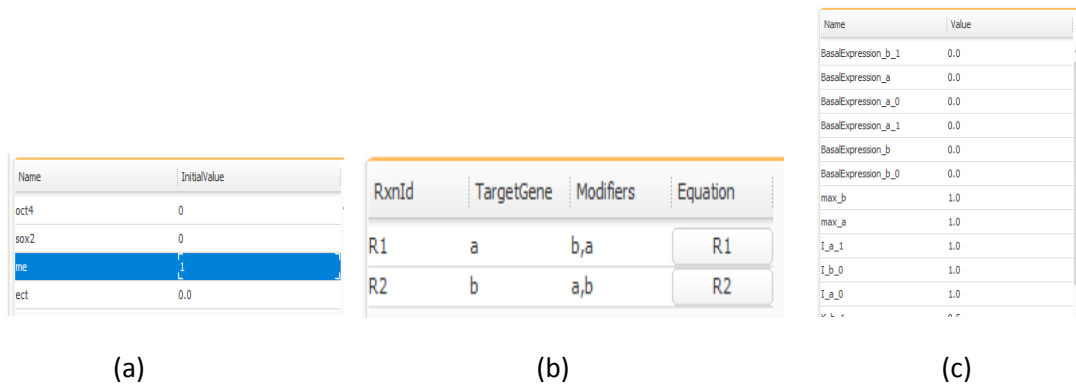 Name InitialValue
oct4 0
sox2 0
me 1
ect 0.0
(a)
RxnId TargetGene Modifiers Equation
R1 a b,a R1
R2 b a,b R2
(b)
Name Value
BasalExpression_b_1 0.0
BasalExpression_a 0.0
BasalExpression_a_0 0.0
BasalExpression_a_1 0.0
BasalExpression_b 0.0
BasalExpression_b_0 0.0
max_b 1.0
max_a 1.0
I_a_1 1.0
I_b_0 1.0
I_a_0 1.0
(c)